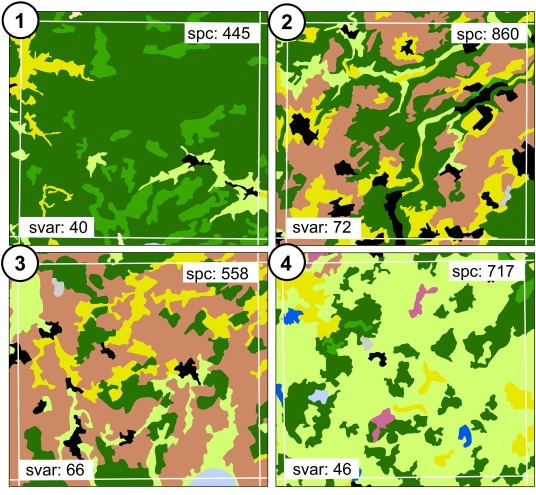 1
spc: 445
svar: 40
2
spc: 860
svar: 72
3
spc: 558
svar: 66
4
spc: 717
svar: 46